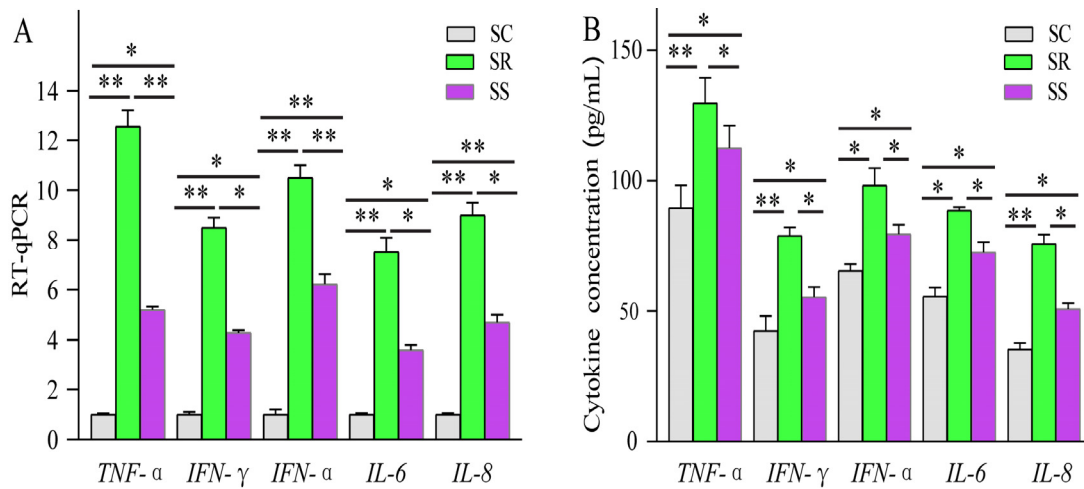 A
SC
SR
SS
RT-qPCR
14
12
10
8
6
4
2
0
* ** **
* ** *
** ** **
* ** *
** ** *
TNF-α IFN-γ IFN-α IL-6 IL-8
B
SC
SR
SS
Cytokine concentration (pg/mL)
150
100
50
0
* ** *
* ** *
* * *
* * *
* ** *
TNF-α IFN-γ IFN-α IL-6 IL-8